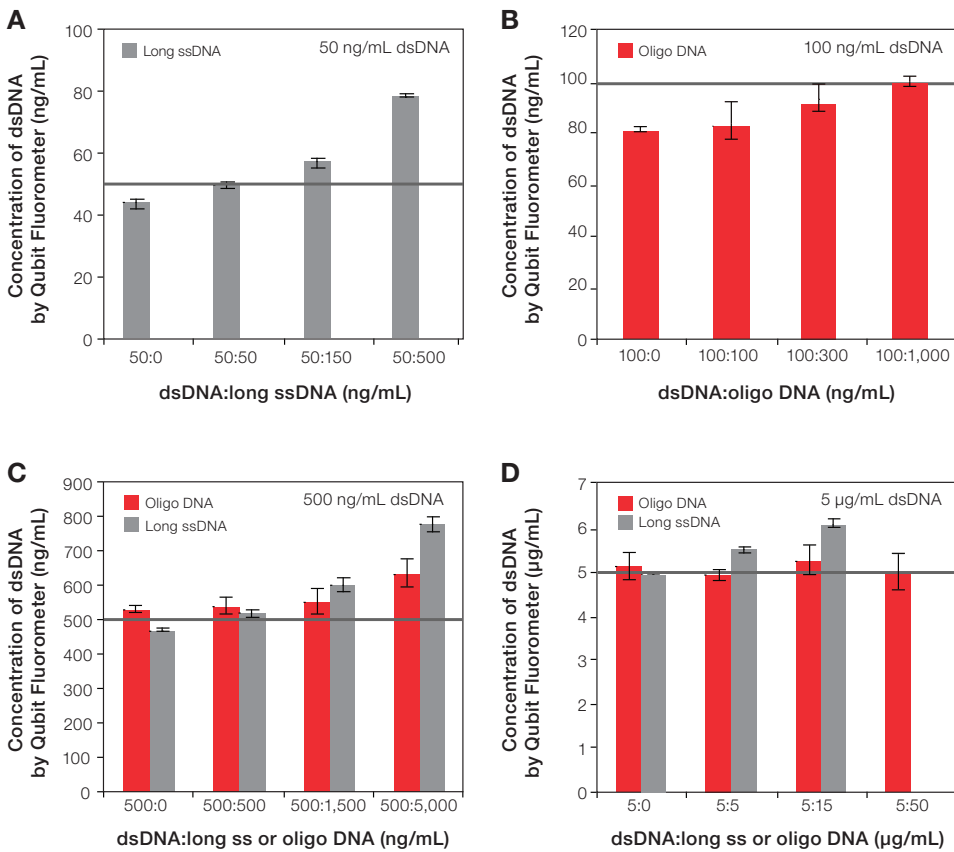 A
Long ssDNA
50 ng/mL dsDNA
Concentration of dsDNA
by Qubit Fluorometer (ng/mL)
100
80
60
40
20
0
50:0 50:50 50:150 50:500
dsDNA:long ssDNA (ng/mL)
B
Oligo DNA
100 ng/mL dsDNA
Concentration of dsDNA
by Qubit Fluorometer (ng/mL)
120
100
80
60
40
20
0
100:0 100:100 100:300 100:1,000
dsDNA:oligo DNA (ng/mL)
C
Oligo DNA
Long ssDNA
500 ng/mL dsDNA
Concentration of dsDNA
by Qubit Fluorometer (ng/mL)
900
800
700
600
500
400
300
200
100
0
500:0 500:500 500:1,500 500:5,000
dsDNA:long ss or oligo DNA (ng/mL)
D
Oligo DNA
Long ssDNA
5 µg/mL dsDNA
Concentration of dsDNA
by Qubit Fluorometer (µg/mL)
7
6
5
4
3
2
1
0
5:0 5:5 5:15 5:50
dsDNA:long ss or oligo DNA (µg/mL)